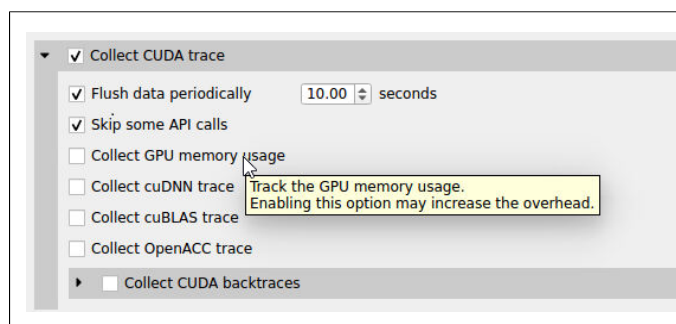 Collect CUDA trace
Flush data periodically 10.00 seconds
Skip some API calls
Collect GPU memory usage
Collect cuDNN trace
Track the GPU memory usage.
Enabling this option may increase the overhead.
Collect cuBLAS trace
Collect OpenACC trace
Collect CUDA backtraces